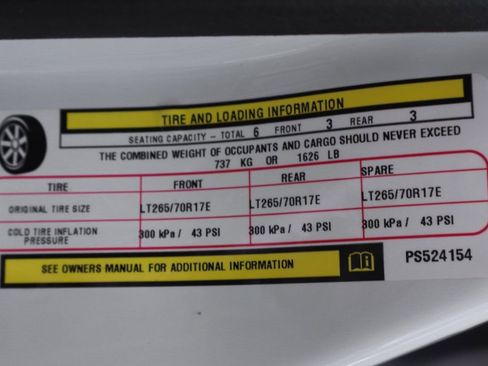 TIRE AND LOADING INFORMATION
SEATING CAPACITY - TOTAL 6 FRONT 3 REAR 3
THE COMBINED WEIGHT OF OCCUPANTS AND CARGO SHOULD NEVER EXCEED
737 KG OR 1626 LB
TIRE FRONT REAR SPARE
ORIGINAL TIRE SIZE LT265/70R17E LT265/70R17E LT265/70R17E
COLD TIRE INFLATION PRESSURE 300 kPa / 43 PSI 300 kPa / 43 PSI 300 kPa / 43 PSI
SEE OWNERS MANUAL FOR ADDITIONAL INFORMATION PS524154